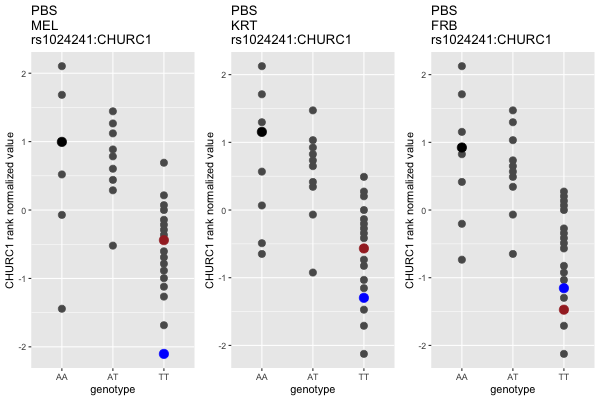 PBS
MEL
rs1024241:CHURC1
CHURC1 rank normalized value
2
1
0
-1
-2
AA AT TT
genotype
PBS
KRT
rs1024241:CHURC1
CHURC1 rank normalized value
2
1
0
-1
-2
AA AT TT
genotype
PBS
FRB
rs1024241:CHURC1
CHURC1 rank normalized value
2
1
0
-1
-2
AA AT TT
genotype